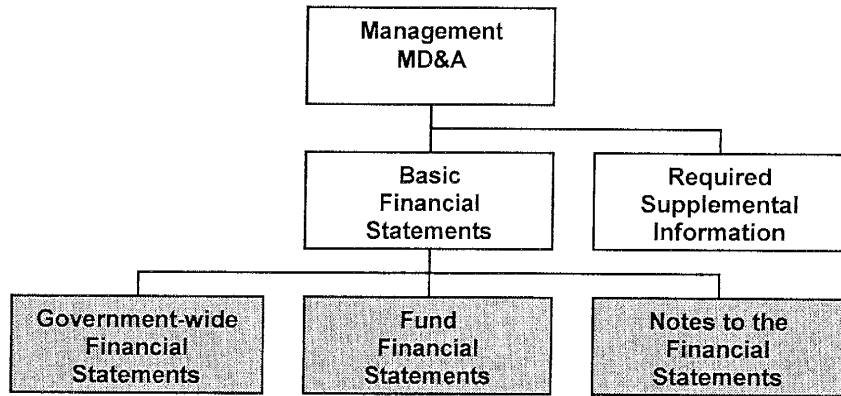 Management
MD&A
Basic
Financial
Statements
Required
Supplemental
Information
Government-wide
Financial
Statements
Fund
Financial
Statements
Notes to the
Financial
Statements